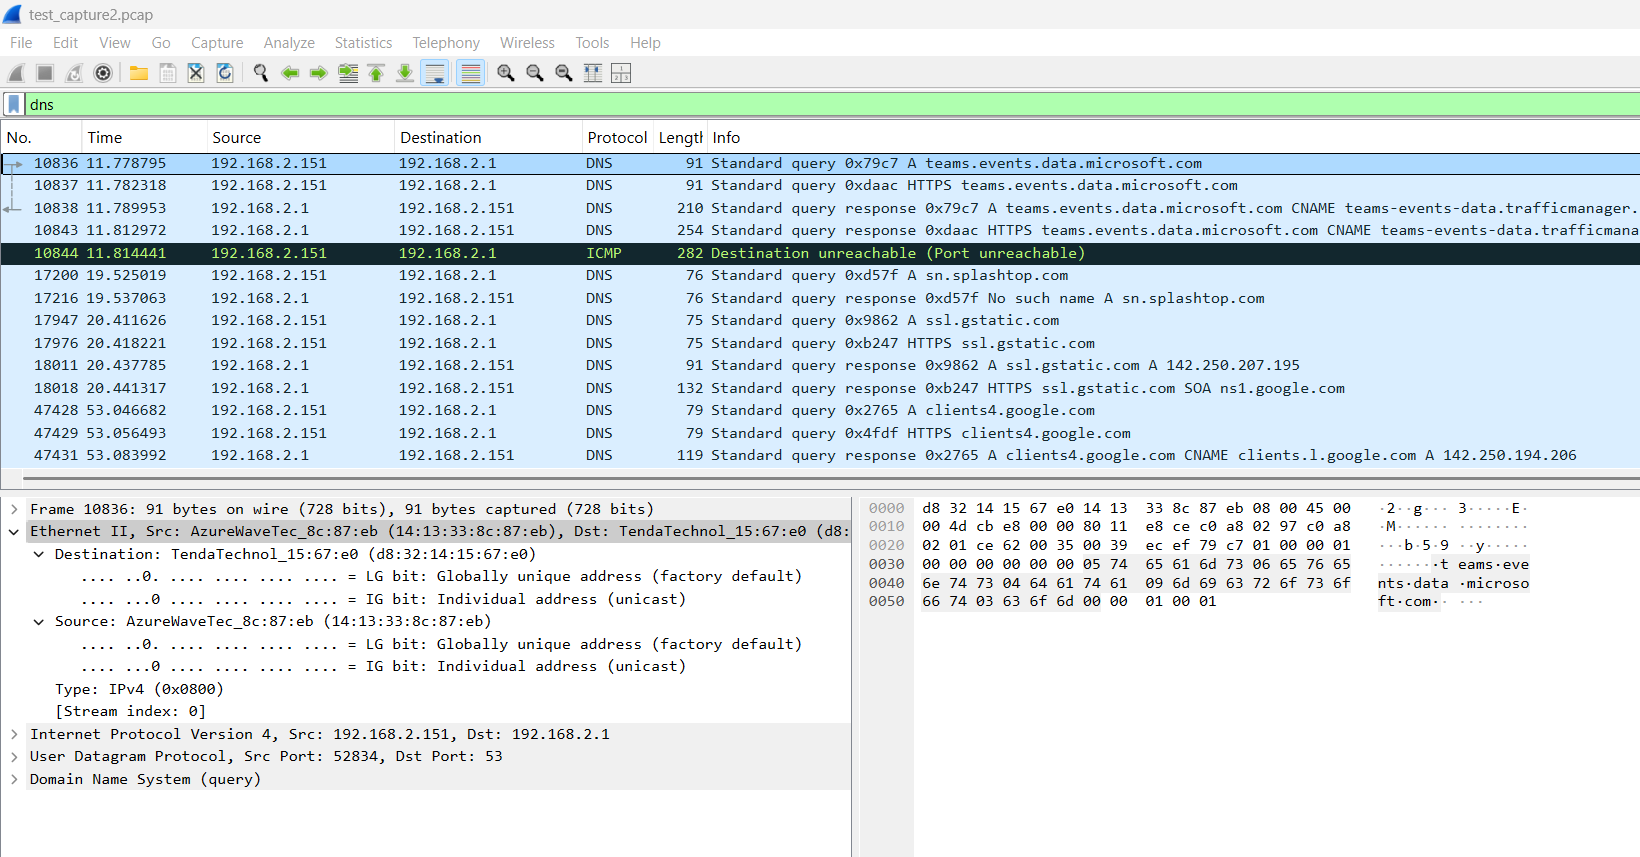 test_capture2.pcap
File Edit View Go Capture Analyze Statistics Telephony Wireless Tools Help
dns
No. Time Source Destination Protocol Length Info
10836 11.778795 192.168.2.151 192.168.2.1 DNS 91 Standard query 0x79c7 A teams.events.data.microsoft.com
10837 11.782318 192.168.2.151 192.168.2.1 DNS 91 Standard query 0xdaac HTTPS teams.events.data.microsoft.com
10838 11.789953 192.168.2.1 192.168.2.151 DNS 210 Standard query response 0x79c7 A teams.events.data.microsoft.com CNAME teams-events-data.trafficmanager.
10843 11.812972 192.168.2.1 192.168.2.151 DNS 254 Standard query response 0xdaac HTTPS teams.events.data.microsoft.com CNAME teams-events-data.trafficmana
10844 11.814441 192.168.2.151 192.168.2.1 ICMP 282 Destination unreachable (Port unreachable)
17200 19.525019 192.168.2.151 192.168.2.1 DNS 76 Standard query 0xd57f A sn.splashtop.com
17216 19.537063 192.168.2.1 192.168.2.151 DNS 76 Standard query response 0xd57f No such name A sn.splashtop.com
17947 20.411626 192.168.2.151 192.168.2.1 DNS 75 Standard query 0x9862 A ssl.gstatic.com
17976 20.418221 192.168.2.151 192.168.2.1 DNS 75 Standard query 0xb247 HTTPS ssl.gstatic.com
18011 20.437785 192.168.2.1 192.168.2.151 DNS 91 Standard query response 0x9862 A ssl.gstatic.com A 142.250.207.195
18018 20.441317 192.168.2.1 192.168.2.151 DNS 132 Standard query response 0xb247 HTTPS ssl.gstatic.com SOA ns1.google.com
47428 53.046682 192.168.2.151 192.168.2.1 DNS 79 Standard query 0x2765 A clients4.google.com
47429 53.056493 192.168.2.151 192.168.2.1 DNS 79 Standard query 0x4fdf HTTPS clients4.google.com
47431 53.083992 192.168.2.1 192.168.2.151 DNS 119 Standard query response 0x2765 A clients4.google.com CNAME clients.l.google.com A 142.250.194.206
Frame 10836: 91 bytes on wire (728 bits), 91 bytes captured (728 bits)
Ethernet II, Src: AzureWaveTec_8c:87:eb (14:13:33:8c:87:eb), Dst: TendaTechnol_15:67:e0 (d8:
Destination: TendaTechnol_15:67:e0 (d8:32:14:15:67:e0)
.... ..0. .... .... .... .... = LG bit: Globally unique address (factory default)
.... ...0 .... .... .... .... = IG bit: Individual address (unicast)
Source: AzureWaveTec_8c:87:eb (14:13:33:8c:87:eb)
.... ..0. .... .... .... .... = LG bit: Globally unique address (factory default)
.... ...0 .... .... .... .... = IG bit: Individual address (unicast)
Type: IPv4 (0x0800)
[Stream index: 0]
Internet Protocol Version 4, Src: 192.168.2.151, Dst: 192.168.2.1
User Datagram Protocol, Src Port: 52834, Dst Port: 53
Domain Name System (query)
0000 d8 32 14 15 67 e0 14 13 33 8c 87 eb 08 00 45 00 ·2··g··· 3·····E·
0010 00 4d cb e8 00 00 80 11 e8 ce c0 a8 02 97 c0 a8 ·M······ ········
0020 02 01 ce 62 00 35 00 39 ec ef 79 c7 01 00 00 01 ···b·5·9 ··y·····
0030 00 00 00 00 00 00 05 74 65 61 6d 73 06 65 76 65 ·······t eams·eve
0040 6e 74 73 04 64 61 74 61 09 6d 69 63 72 6f 73 6f nts·data ·microso
0050 66 74 03 63 6f 6d 00 00 01 00 01 ft·com·· ···